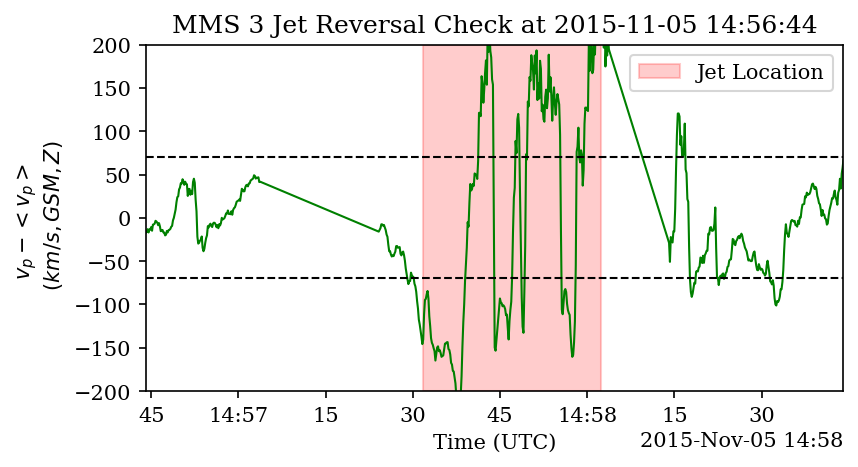 MMS 3 Jet Reversal Check at 2015-11-05 14:56:44
200
150
100
50
0
−50
−100
−150
−200
v_p − < v_p >
(km/s, GSM, Z)
Jet Location
45 14:57 15 30 45 14:58 15 30
Time (UTC)
2015-Nov-05 14:58